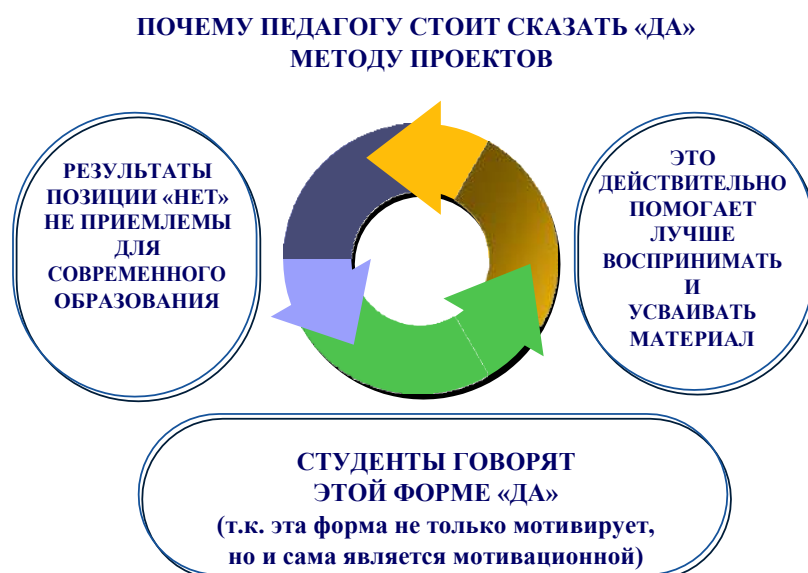 ПОЧЕМУ ПЕДАГОГУ СТОИТ СКАЗАТЬ «ДА»
МЕТОДУ ПРОЕКТОВ
РЕЗУЛЬТАТЫ
ПОЗИЦИИ «НЕТ»
НЕ ПРИЕМЛЕМЫ
ДЛЯ
СОВРЕМЕННОГО
ОБРАЗОВАНИЯ
ЭТО
ДЕЙСТВИТЕЛЬНО
ПОМОГАЕТ
ЛУЧШЕ
ВОСПРИНИМАТЬ
И
УСВАИВАТЬ
МАТЕРИАЛ
СТУДЕНТЫ ГОВОРЯТ
ЭТОЙ ФОРМЕ «ДА»
(т.к. эта форма не только мотивирует,
но и сама является мотивационной)